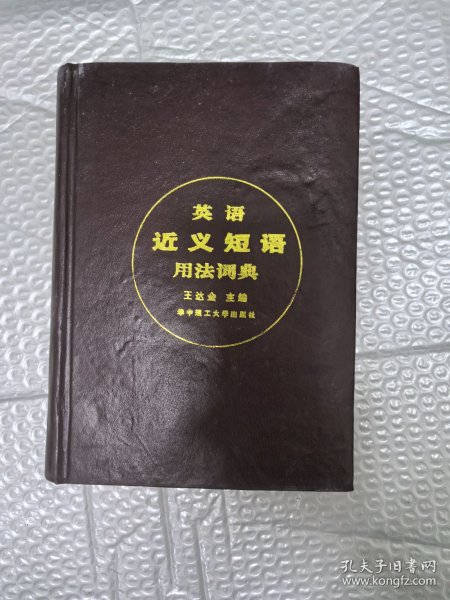 英语
近义短语
用法词典
王达金 主编
华中理工大学出版社
孔夫子旧书网
www.kongfz.com